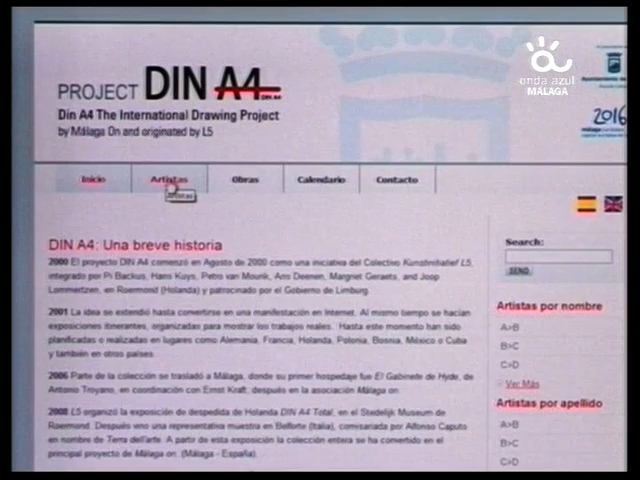 onda azul
MÁLAGA
PROJECT DIN A4
DIN A4
Din A4 The International Drawing Project
by Málaga On and originated by L5
2016
Inicio
Artistas
Obras
Calendario
Contacto
Artistas
DIN A4: Una breve historia
2000 El proyecto DIN A4 comenzó en Agosto de 2000 como una iniciativa del Colectivo Kunstinitiatief L5,
integrado por Pi Backus, Hans Kuys, Petro van Mourik, Ans Deenen, Margriet Geraets, and Joop
Lommertzen, en Roermond (Holanda) y patrocinado por el Gobierno de Limburg.
2001 La idea se extendió hasta convertirse en una manifestación en Internet. Al mismo tiempo se hacían
exposiciones itinerantes, organizadas para mostrar los trabajos reales. Hasta este momento han sido
planificadas o realizadas en lugares como Alemania, Francia, Holanda, Polonia, Bosnia, México o Cuba
y también en otros países.
2006 Parte de la colección se trasladó a Málaga, donde su primer hospedaje fue El Gabinete de Hyde, de
Antonio Troyano, en coordinación con Ernst Kraft; después en la asociación Málaga on.
2008 L5 organizó la exposición de despedida de Holanda DIN A4 Total, en el Stedelijk Museum de
Roermond. Después vino una representativa muestra en Belforte (Italia), comisariada por Alfonso Caputo
en nombre de Terra dell'arte. A partir de esta exposición la colección entera se ha convertido en el
principal proyecto de Málaga on. (Málaga - España).
Search:
SEND
Artistas por nombre
A>B
B>C
C>D
Ver Más
Artistas por apellido
A>B
B>C
C>D